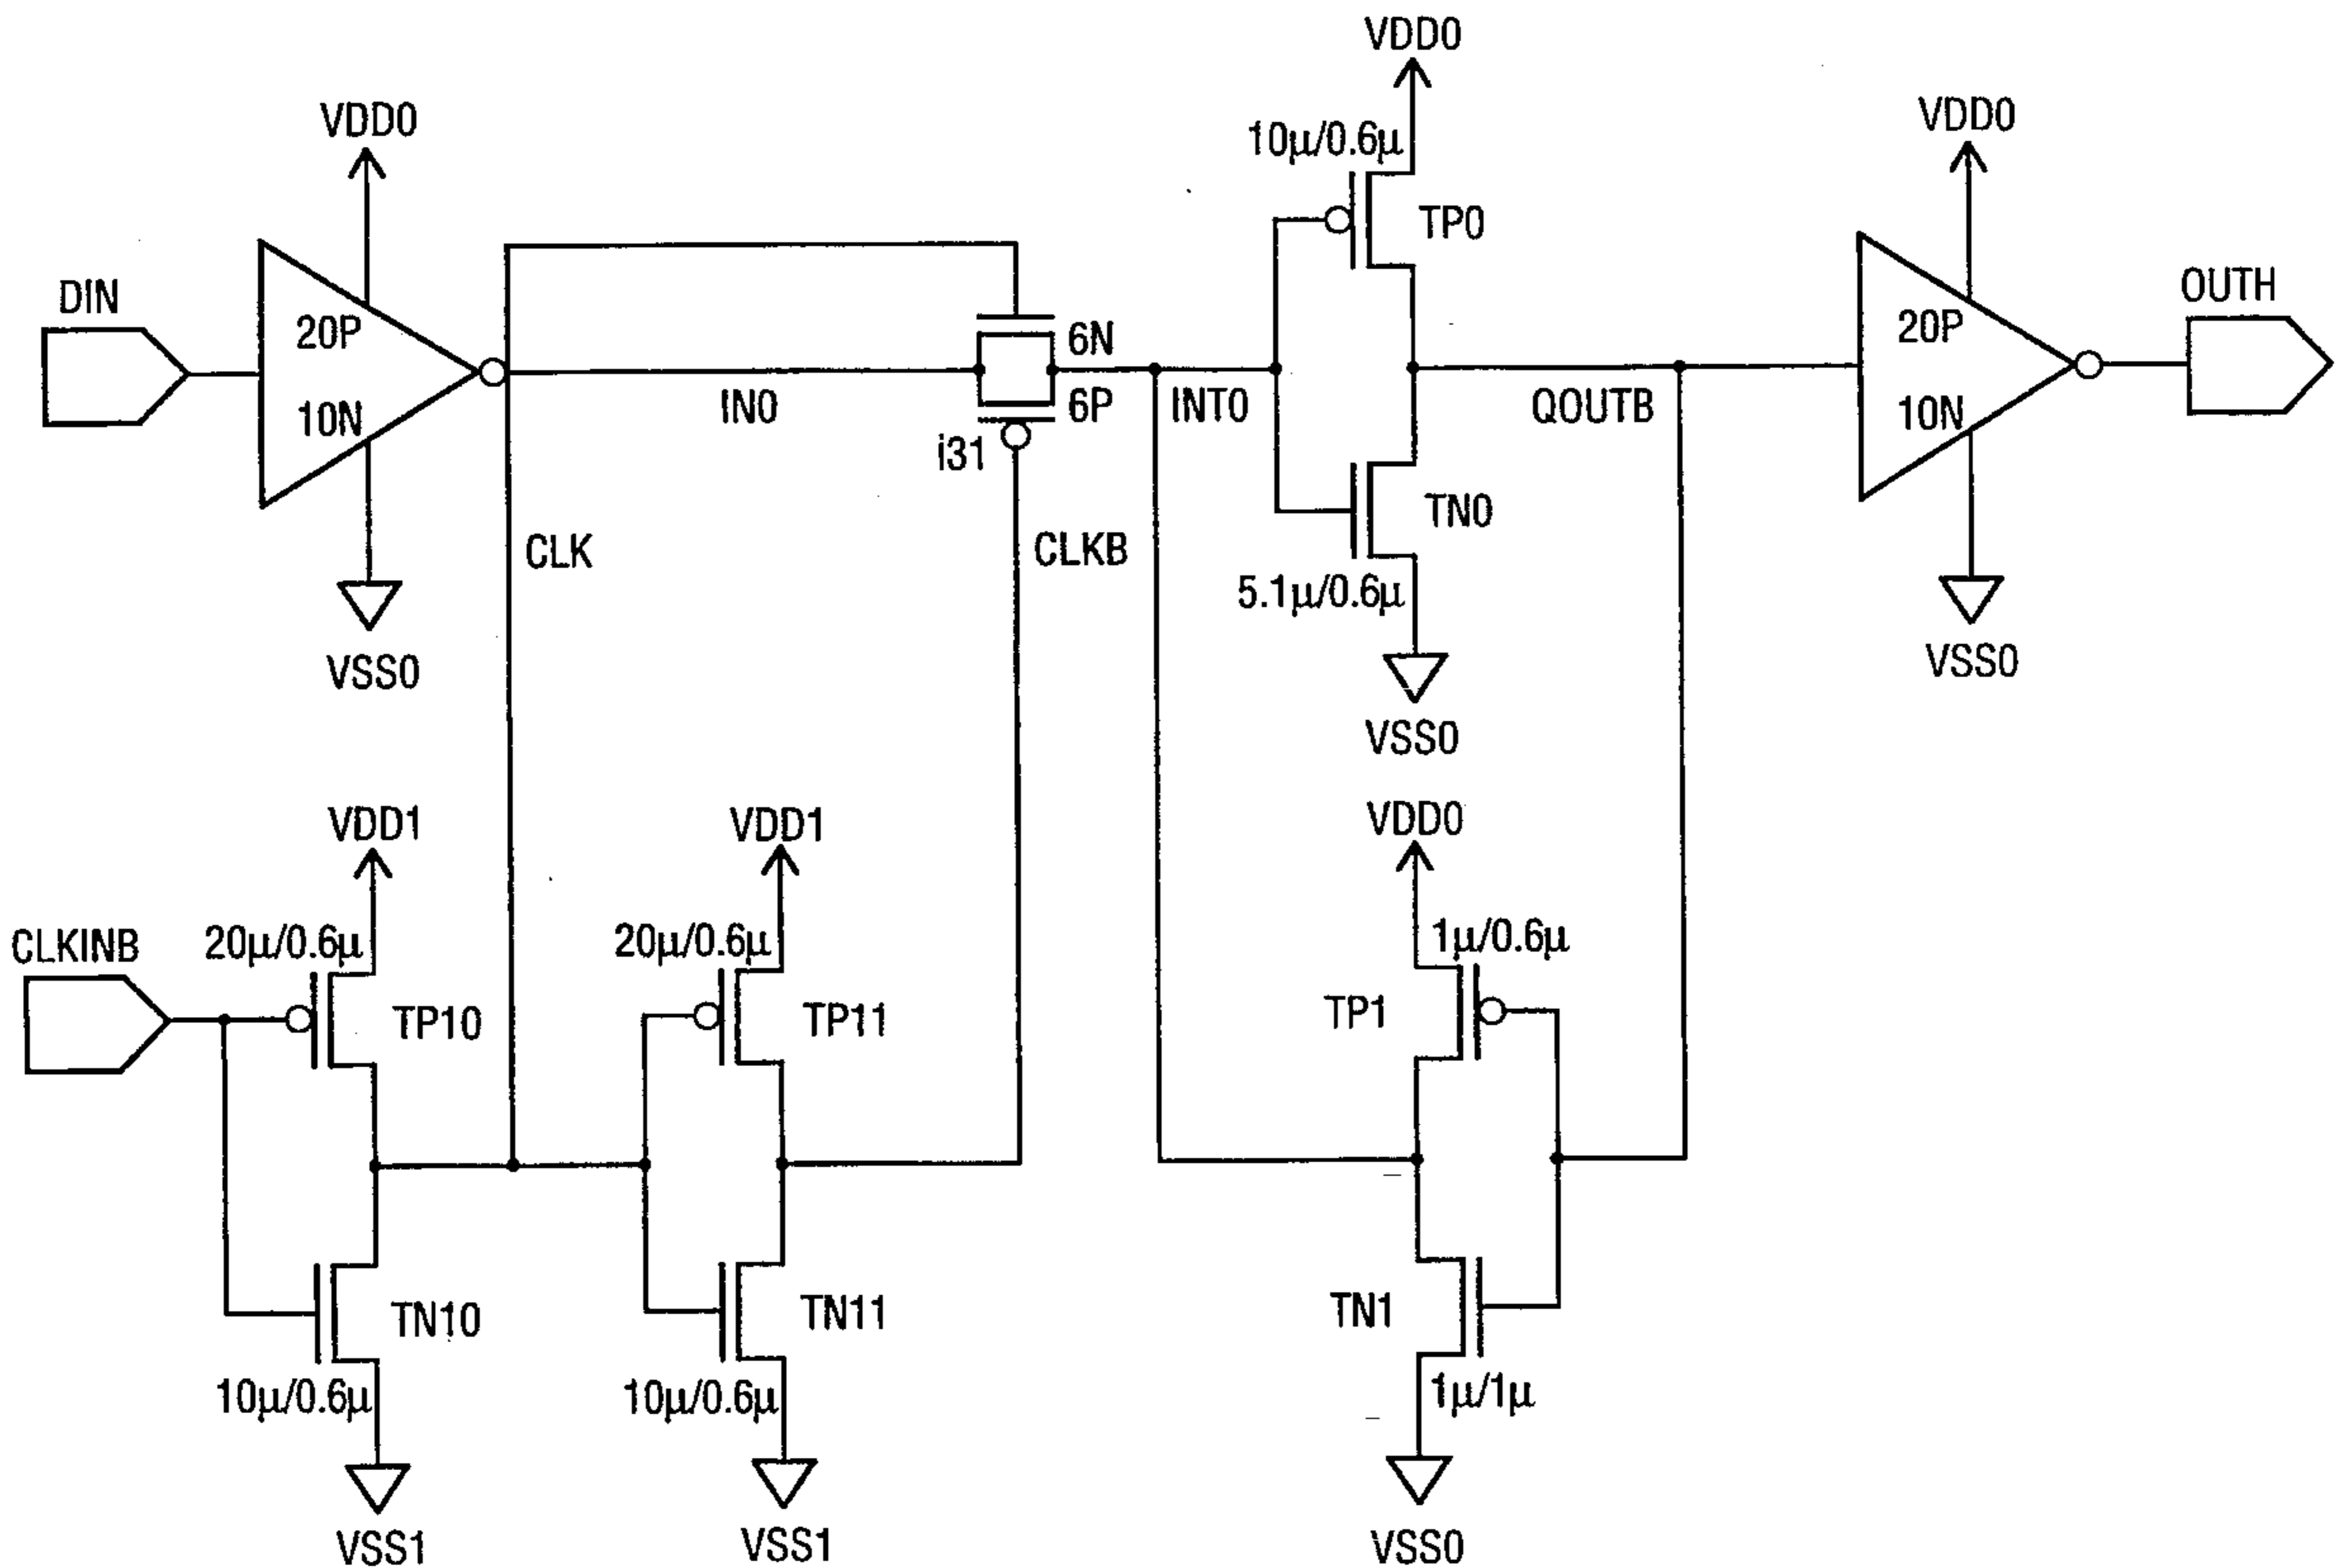 VDD0
VDD0
VDD0
10µ/0.6µ
TP0
DIN
20P
10N
6N
6P
i31
IN0
INT0
QOUTB
20P
10N
OUTH
CLK
CLKB
TN0
5.1µ/0.6µ
VSS0
VSS0
VSS0
VDD1
VDD1
VDD0
CLKINB
20µ/0.6µ
20µ/0.6µ
1µ/0.6µ
TP10
TP11
TP1
TN10
TN11
TN1
10µ/0.6µ
10µ/0.6µ
1µ/1µ
VSS1
VSS1
VSS0